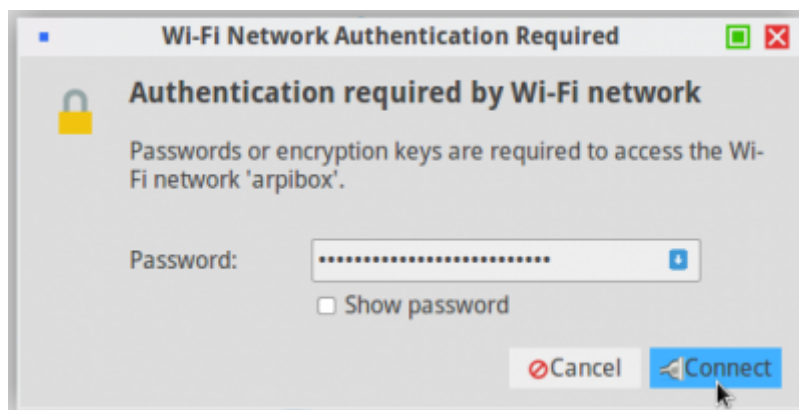 Wi-Fi Network Authentication Required
Authentication required by Wi-Fi network
Passwords or encryption keys are required to access the Wi-
Fi network 'arpibox'.
Password: ••••••••••••••••••••••••••
Show password
Cancel Connect